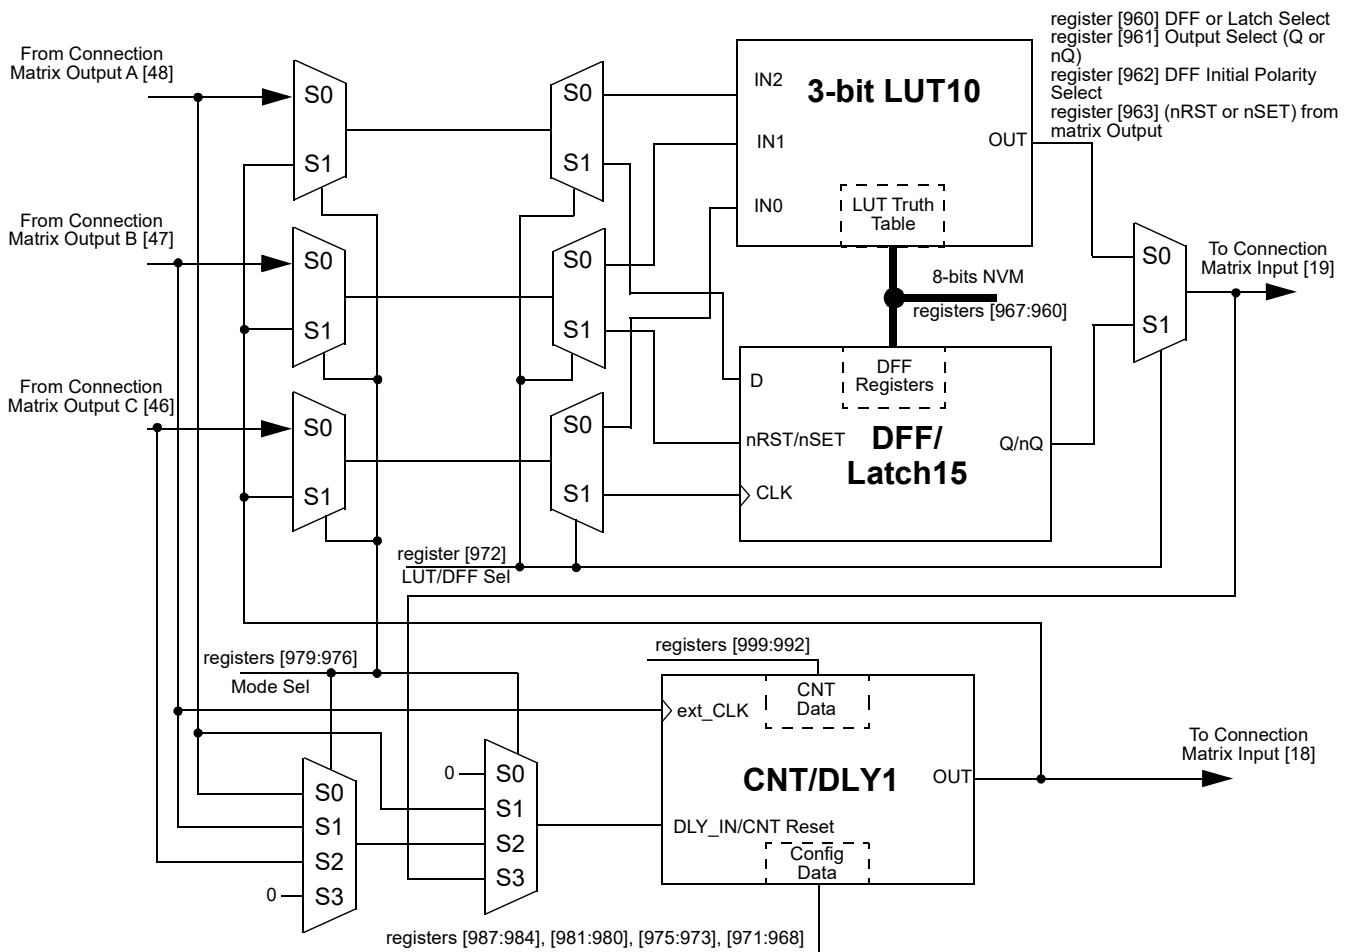 register [960] DFF or Latch Select
register [961] Output Select (Q or
nQ)
register [962] DFF Initial Polarity
Select
register [963] (nRST or nSET) from
matrix Output
From Connection
Matrix Output A [48]
S0
S1
S0
S1
IN2
IN1
IN0
3-bit LUT10
OUT
LUT Truth
Table
From Connection
Matrix Output B [47]
S0
S1
S0
S1
8-bits NVM
registers [967:960]
S0
S1
To Connection
Matrix Input [19]
From Connection
Matrix Output C [46]
S0
S1
S0
S1
D
nRST/nSET
CLK
DFF
Registers
DFF/
Latch15
Q/nQ
register [972]
LUT/DFF Sel
registers [979:976]
Mode Sel
registers [999:992]
ext_CLK
CNT
Data
CNT/DLY1
OUT
DLY_IN/CNT Reset
Config
Data
To Connection
Matrix Input [18]
S0
S1
S2
0
S3
0
S0
S1
S2
S3
registers [987:984], [981:980], [975:973], [971:968]